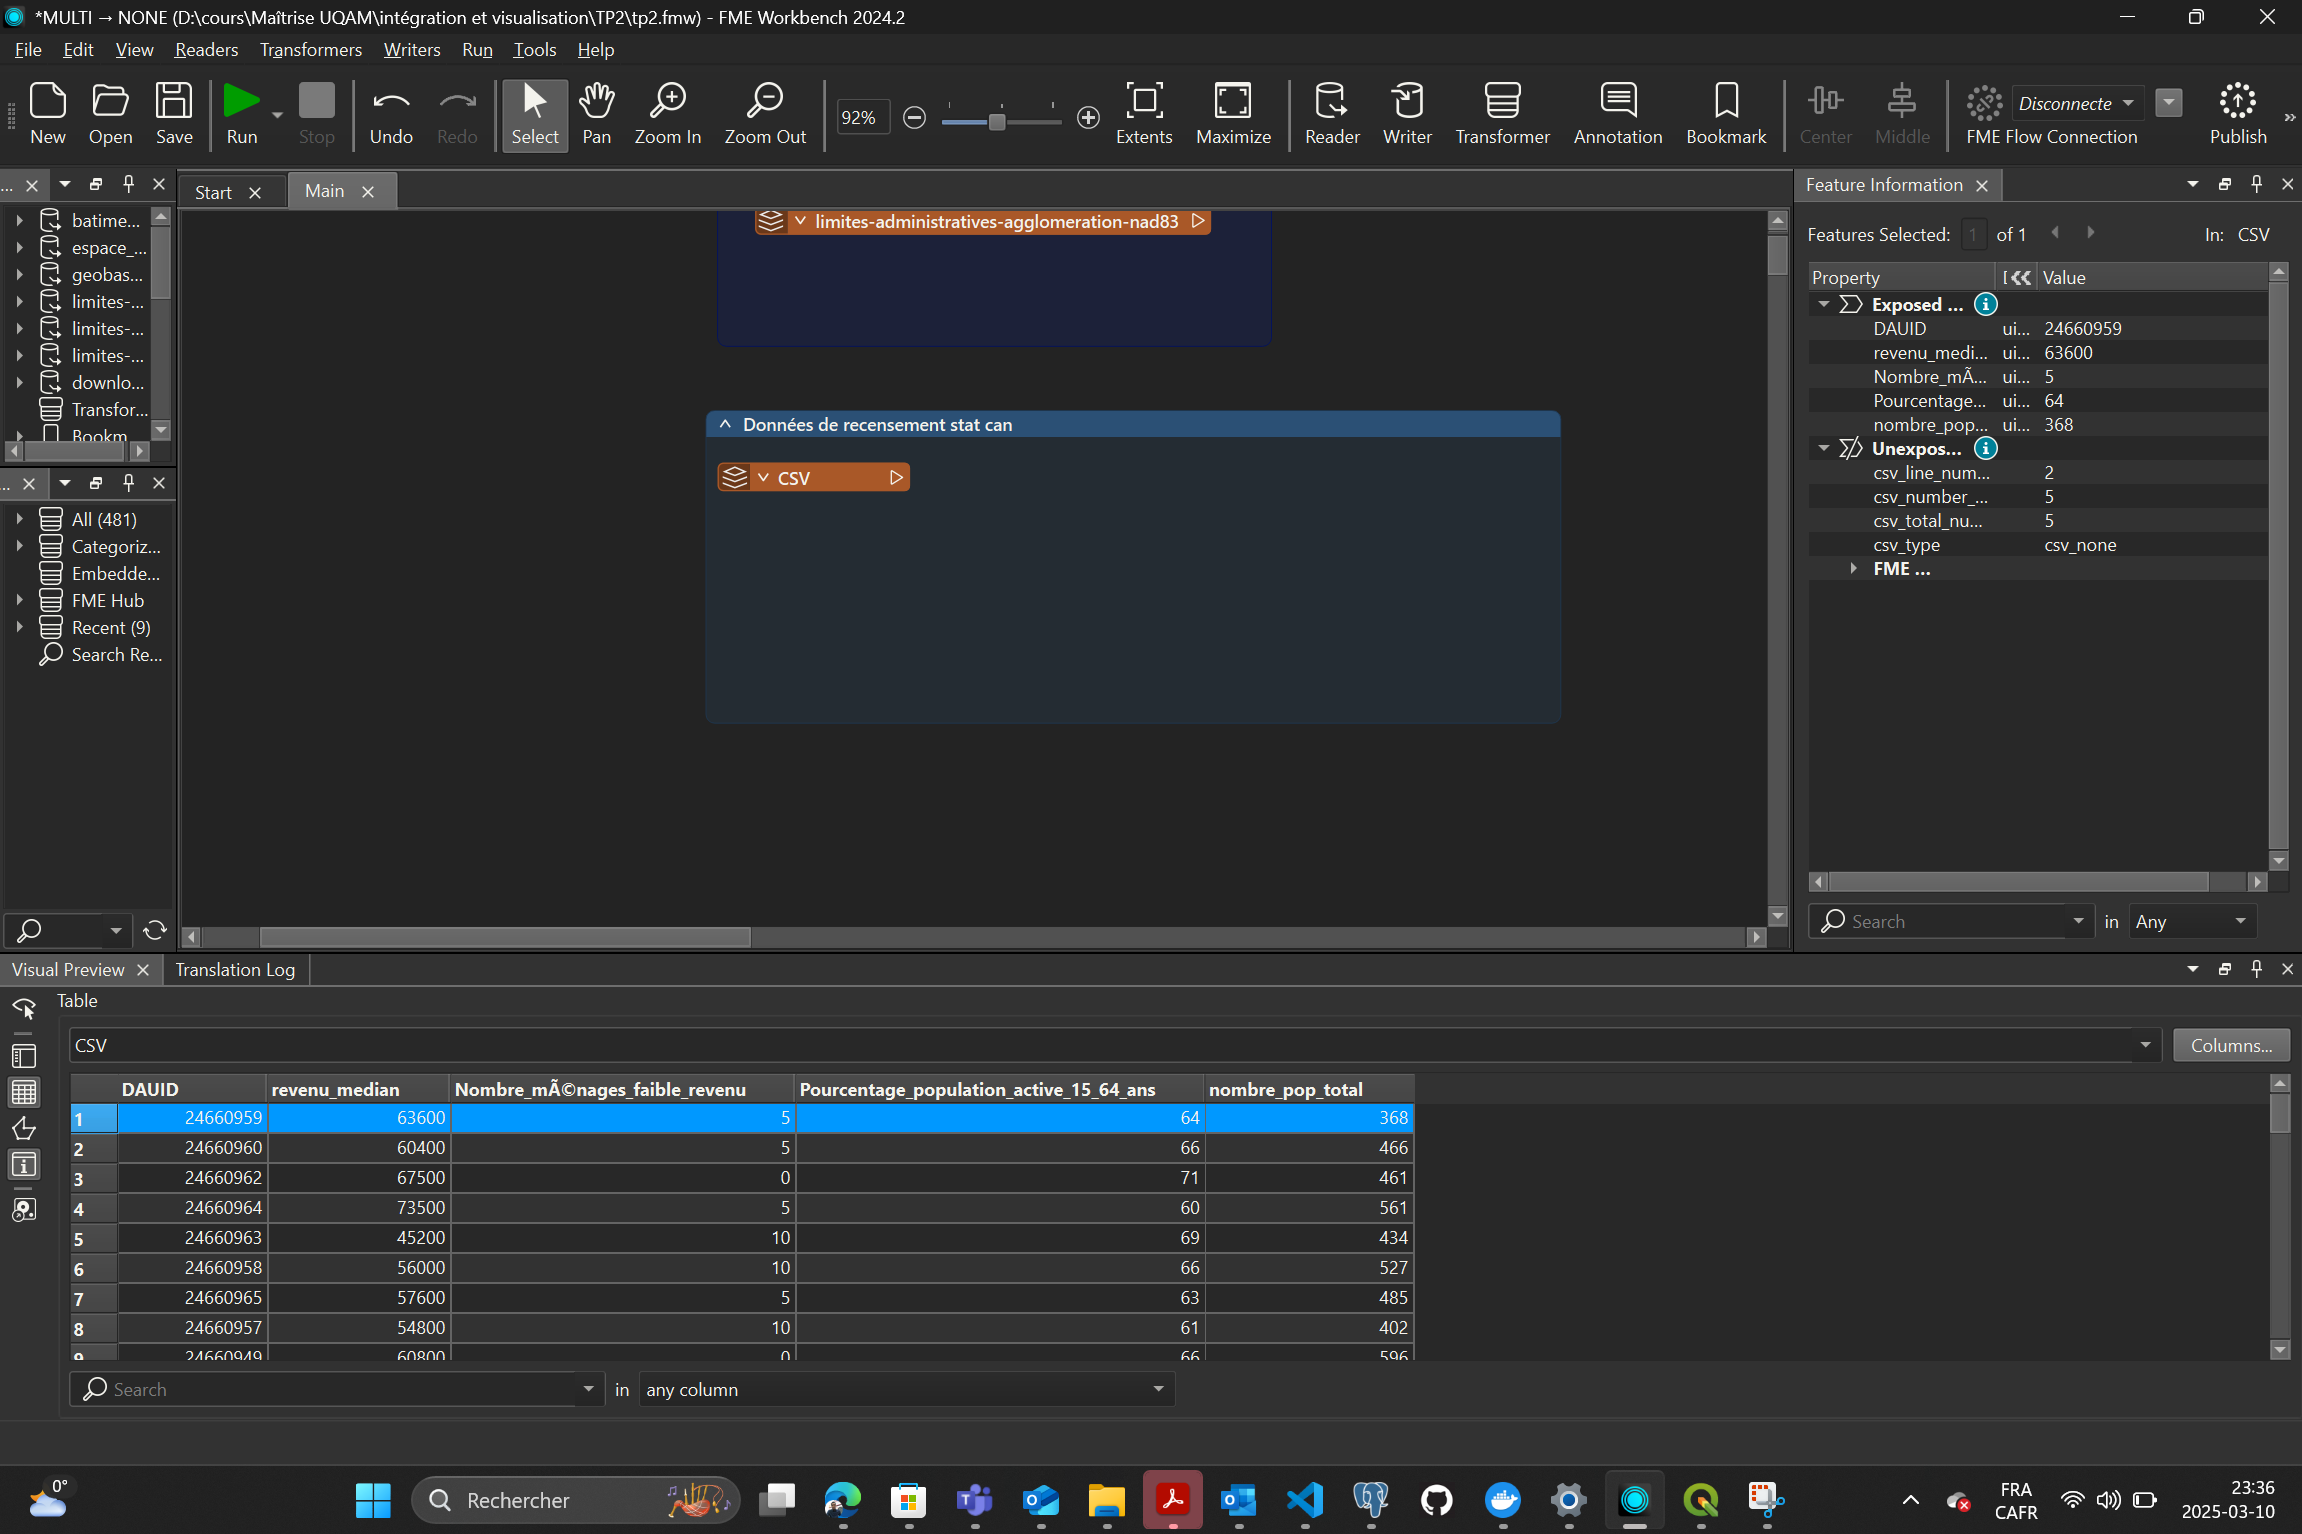 *MULTI → NONE (D:\cours\Maîtrise UQAM\intégration et visualisation\TP2\tp2.fmw) - FME Workbench 2024.2
File Edit View Readers Transformers Writers Run Tools Help
New Open Save Run Stop Undo Redo Select Pan Zoom In Zoom Out 92% Extents Maximize Reader Writer Transformer Annotation Bookmark Center Middle Disconnecte FME Flow Connection Publish »
...
Start Main
Feature Information
batime...
espace_...
geobas...
limites-...
limites-...
limites-...
downlo...
Transfor...
Bookm
...
All (481)
Categoriz...
Embedde...
FME Hub
Recent (9)
Search Re...
limites-administratives-agglomeration-nad83
Données de recensement stat can
CSV
Features Selected: 1 of 1 In: CSV
Property Value
Exposed ...
DAUID ui... 24660959
revenu_medi... ui... 63600
Nombre_mÃ... ui... 5
Pourcentage... ui... 64
nombre_pop... ui... 368
Unexpos...
csv_line_num... 2
csv_number_... 5
csv_total_nu... 5
csv_type csv_none
FME ...
Search in Any
Visual Preview Translation Log
Table
CSV Columns...
DAUID revenu_median Nombre_mÃ©nages_faible_revenu Pourcentage_population_active_15_64_ans nombre_pop_total
1 24660959 63600 5 64 368
2 24660960 60400 5 66 466
3 24660962 67500 0 71 461
4 24660964 73500 5 60 561
5 24660963 45200 10 69 434
6 24660958 56000 10 66 527
7 24660965 57600 5 63 485
8 24660957 54800 10 61 402
9 24660949 60800 0 66 596
Search in any column
0° Rechercher FRA CAFR 23:36 2025-03-10